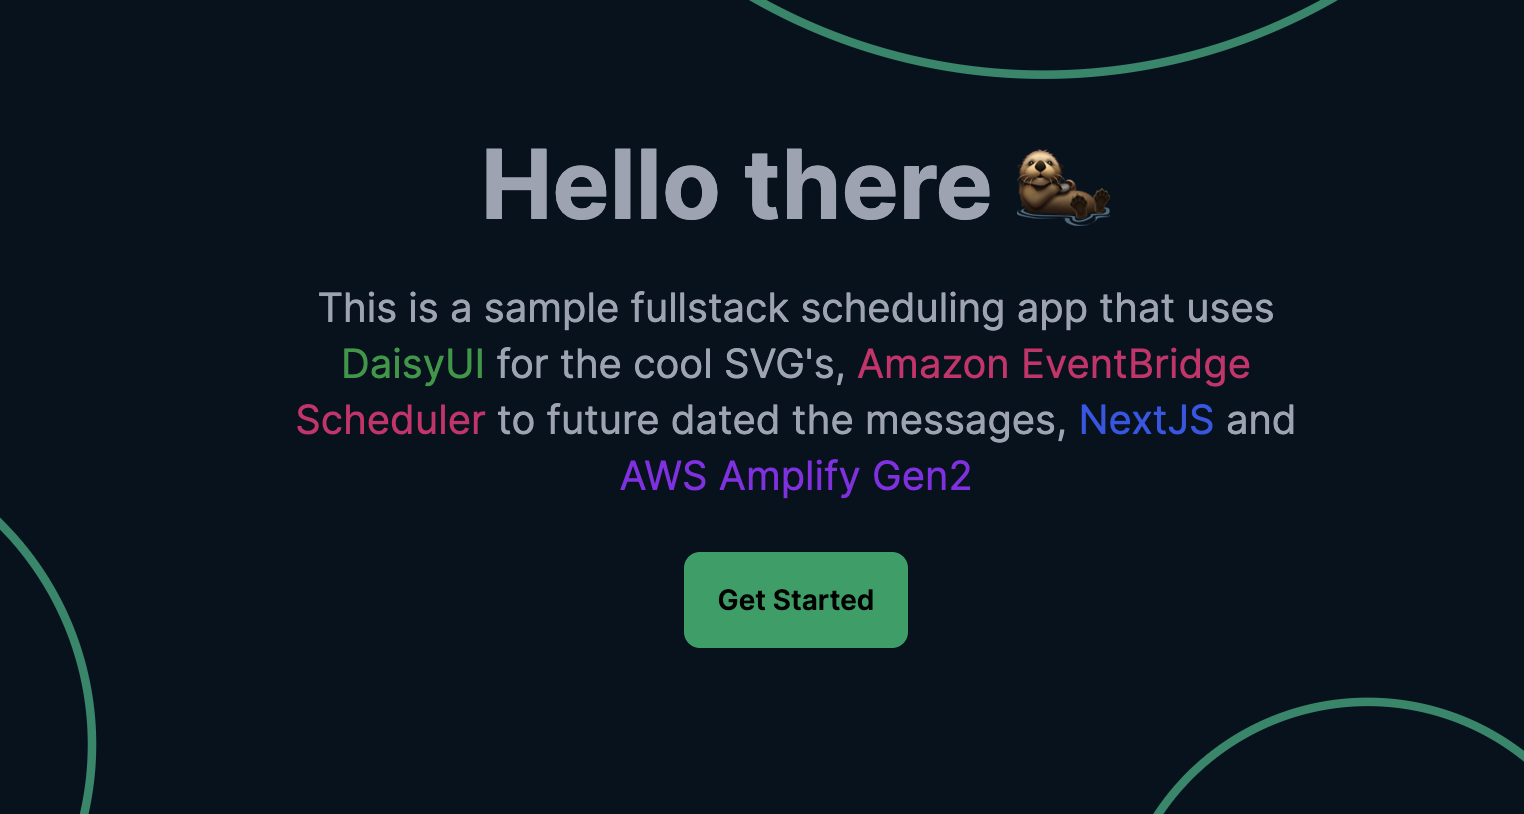 Hello there 🦦
This is a sample fullstack scheduling app that uses
DaisyUI for the cool SVG's, Amazon EventBridge
Scheduler to future dated the messages, NextJS and
AWS Amplify Gen2
Get Started